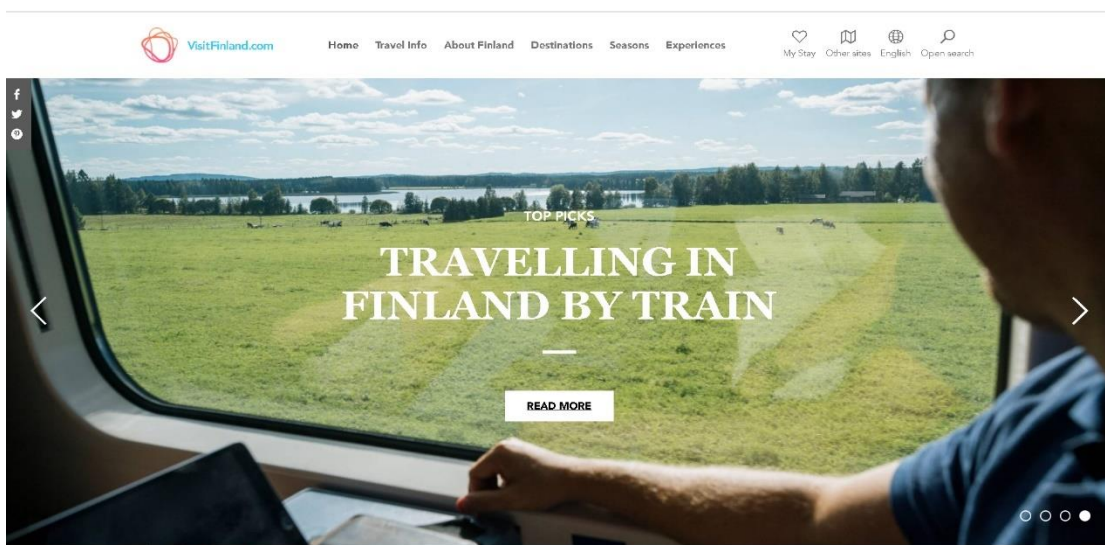 VisitFinland.com
Home Travel Info About Finland Destinations Seasons Experiences
My Stay Other sites English Open search
TOP PICKS
TRAVELLING IN
FINLAND BY TRAIN
READ MORE